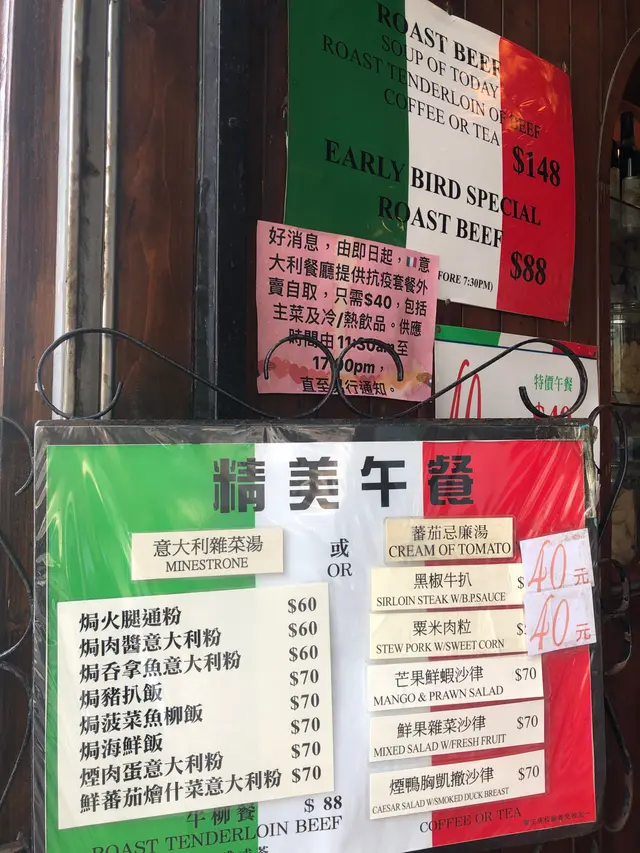 ROAST BEEF
SOUP OF TODAY
ROAST TENDERLOIN OF BEEF
COFFEE OR TEA
$148
EARLY BIRD SPECIAL
ROAST BEEF
$88
FORE 7:30PM)
好消息，由即日起，🇮🇹意
大利餐廳提供抗疫套餐外
賣自取，只需$40，包括
主菜及冷/熱飲品。供應
時間由 11:30am至
17:00pm，
直至另行通知。
特價午餐
精美午餐
意大利雜菜湯
MINESTRONE
或
OR
蕃茄忌廉湯
CREAM OF TOMATO
焗火腿通粉 $60
焗肉醬意大利粉 $60
焗吞拿魚意大利粉 $60
焗豬扒飯 $70
焗菠菜魚柳飯 $70
焗海鮮飯 $70
煙肉蛋意大利粉 $70
鮮蕃茄燴什菜意大利粉 $70
黑椒牛扒 $
SIRLOIN STEAK W/B.P.SAUCE
40元
粟米肉粒
STEW PORK W/SWEET CORN
40元
芒果鮮蝦沙律 $70
MANGO & PRAWN SALAD
鮮果雜菜沙律 $70
MIXED SALAD W/FRESH FRUIT
煙鴨胸凱撒沙律 $70
CAESAR SALAD W/SMOKED DUCK BREAST
牛柳餐 $88
ROAST TENDERLOIN BEEF
COFFEE OR TEA